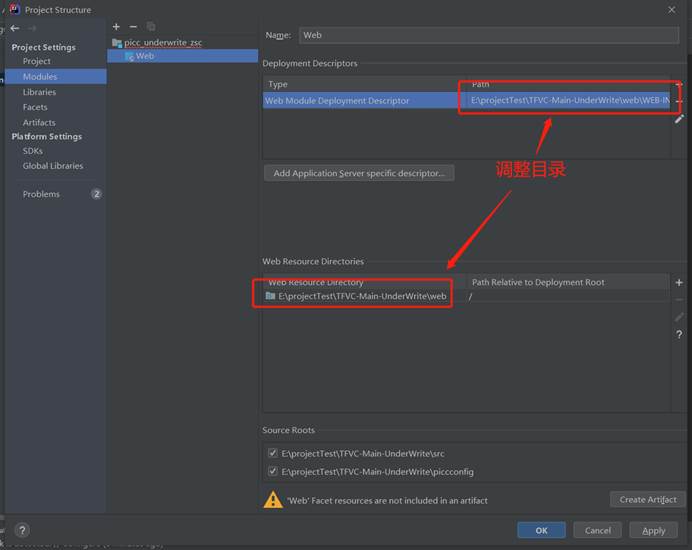 Project Structure
Project Settings
Project
Modules
Libraries
Facets
Artifacts
Platform Settings
SDKs
Global Libraries
Problems 2
picc_underwrite_zsc
Web
Name: Web
Deployment Descriptors
Type Path
Web Module Deployment Descriptor E:\projectTest\TFVC-Main-UnderWrite\web\WEB-IN
调整目录
Add Application Server specific descriptor...
Web Resource Directories
Web Resource Directory Path Relative to Deployment Root
E:\projectTest\TFVC-Main-UnderWrite\web /
Source Roots
E:\projectTest\TFVC-Main-UnderWrite\src
E:\projectTest\TFVC-Main-UnderWrite\piccconfig
'Web' Facet resources are not included in an artifact Create Artifact
OK Cancel Apply